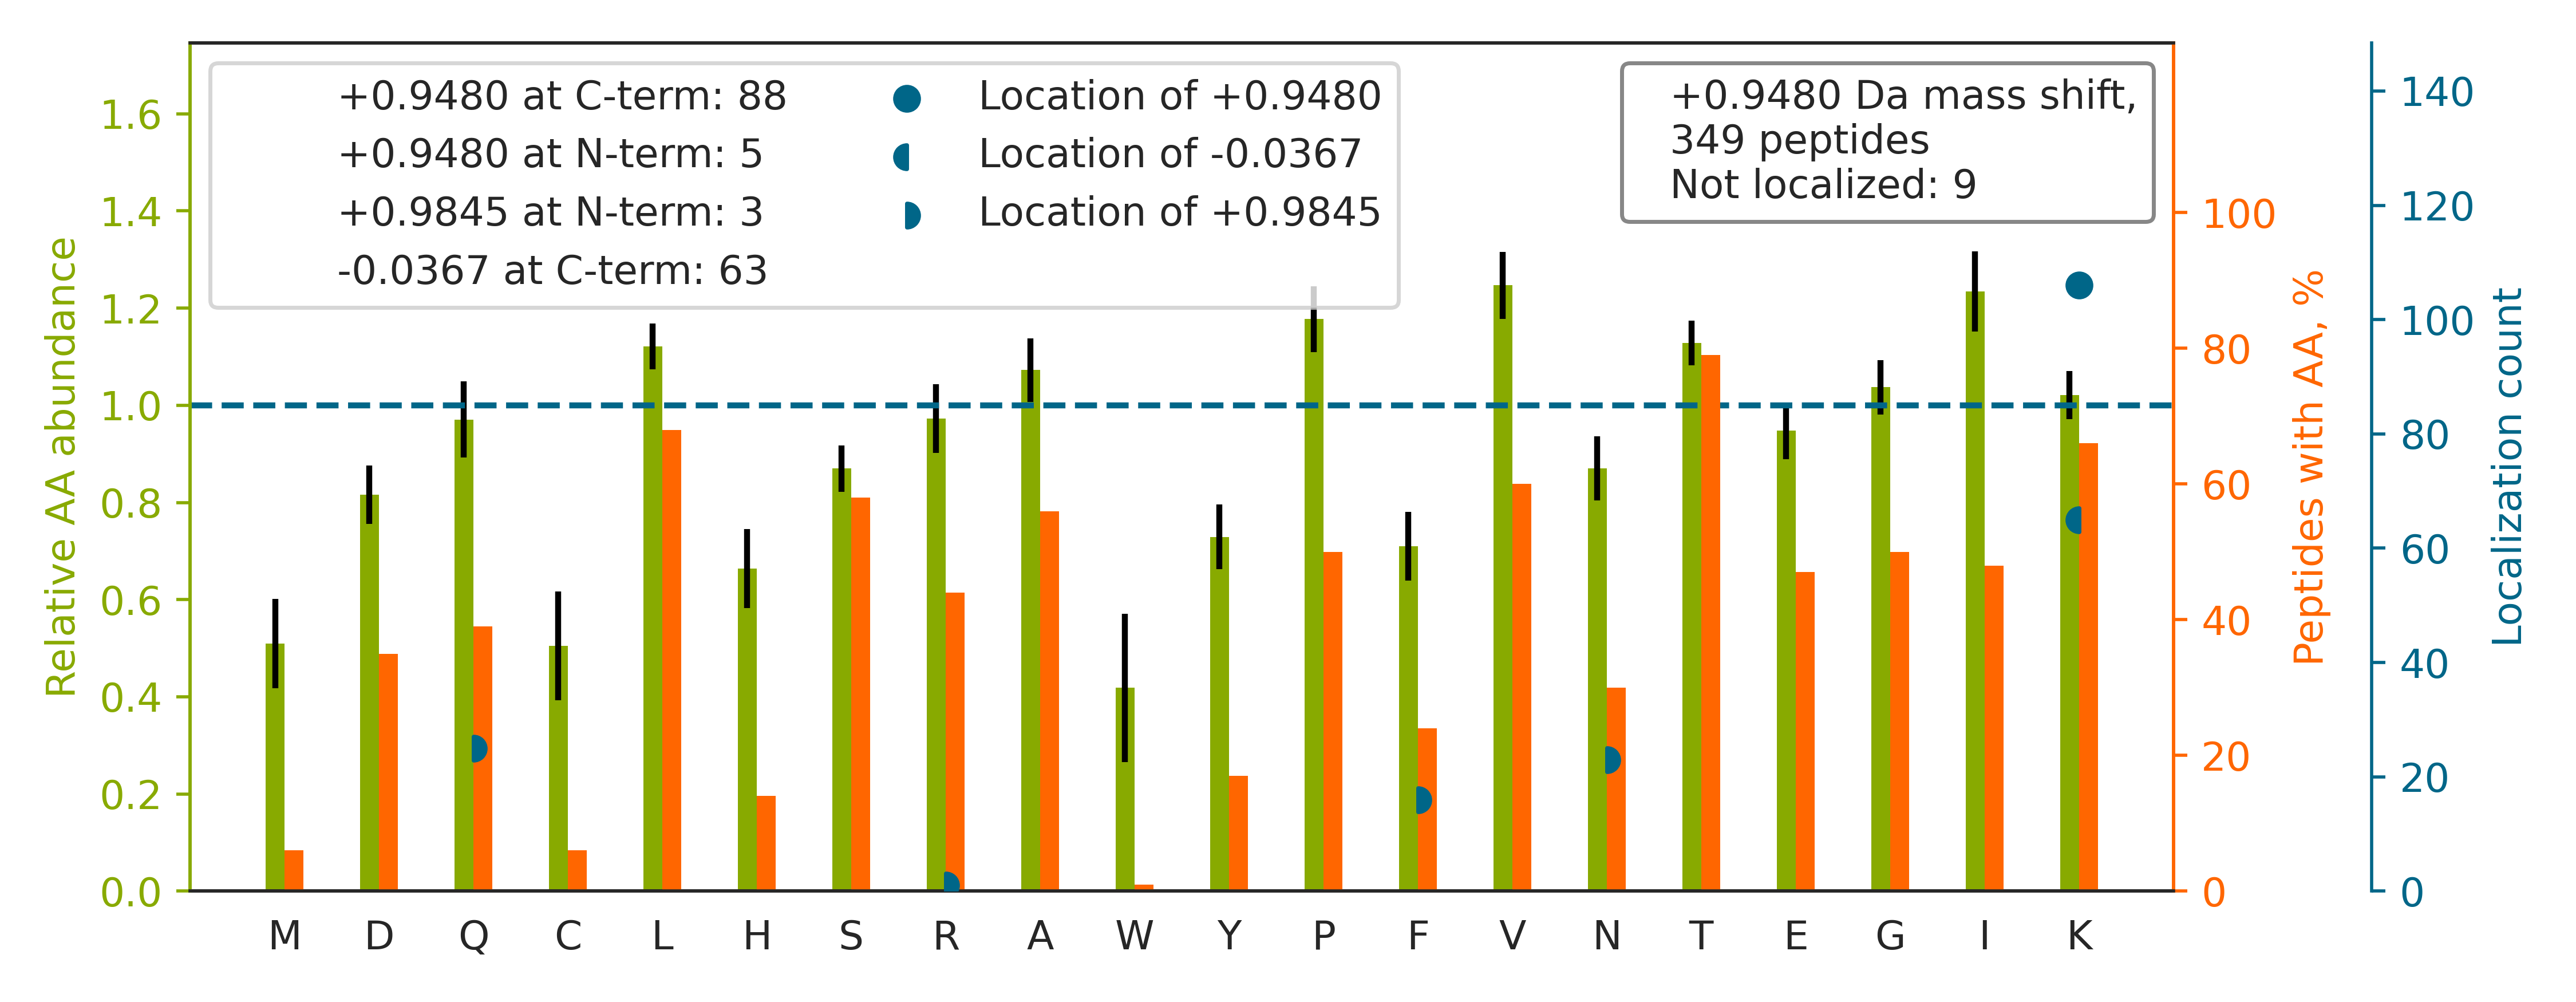 +0.9480 at C-term: 88
+0.9480 at N-term: 5
+0.9845 at N-term: 3
-0.0367 at C-term: 63
Location of +0.9480
Location of -0.0367
Location of +0.9845
+0.9480 Da mass shift,
349 peptides
Not localized: 9
Relative AA abundance
1.6
1.4
1.2
1.0
0.8
0.6
0.4
0.2
0.0
100
80
60
40
20
0
Peptides with AA, %
140
120
100
80
60
40
20
0
Localization count
M D Q C L H S R A W Y P F V N T E G I K